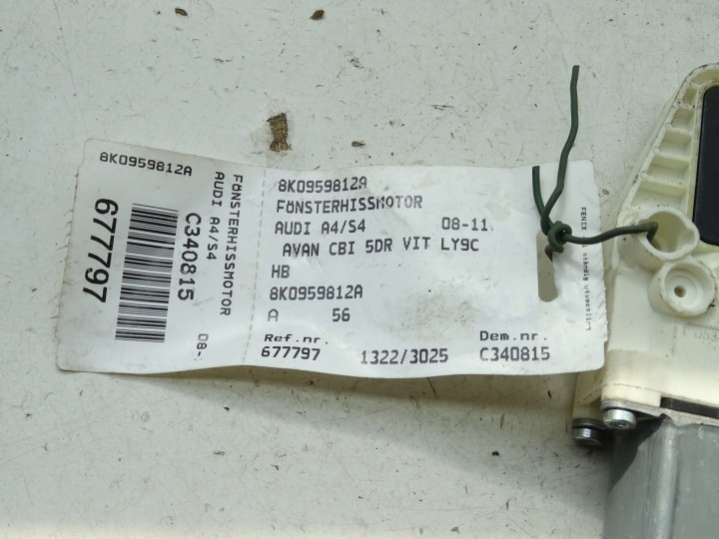 8K0959812A
FÖNSTERHISSMOTOR
AUDI A4/S4
C340815
08-
677797
8K0959812A
FÖNSTERHISSMOTOR
AUDI A4/S4 08-11
AVAN CBI 5DR VIT LY9C
HB
8K0959812A
A 56
Ref.nr. Dem.nr.
677797 1322/3025 C340815
FENIX